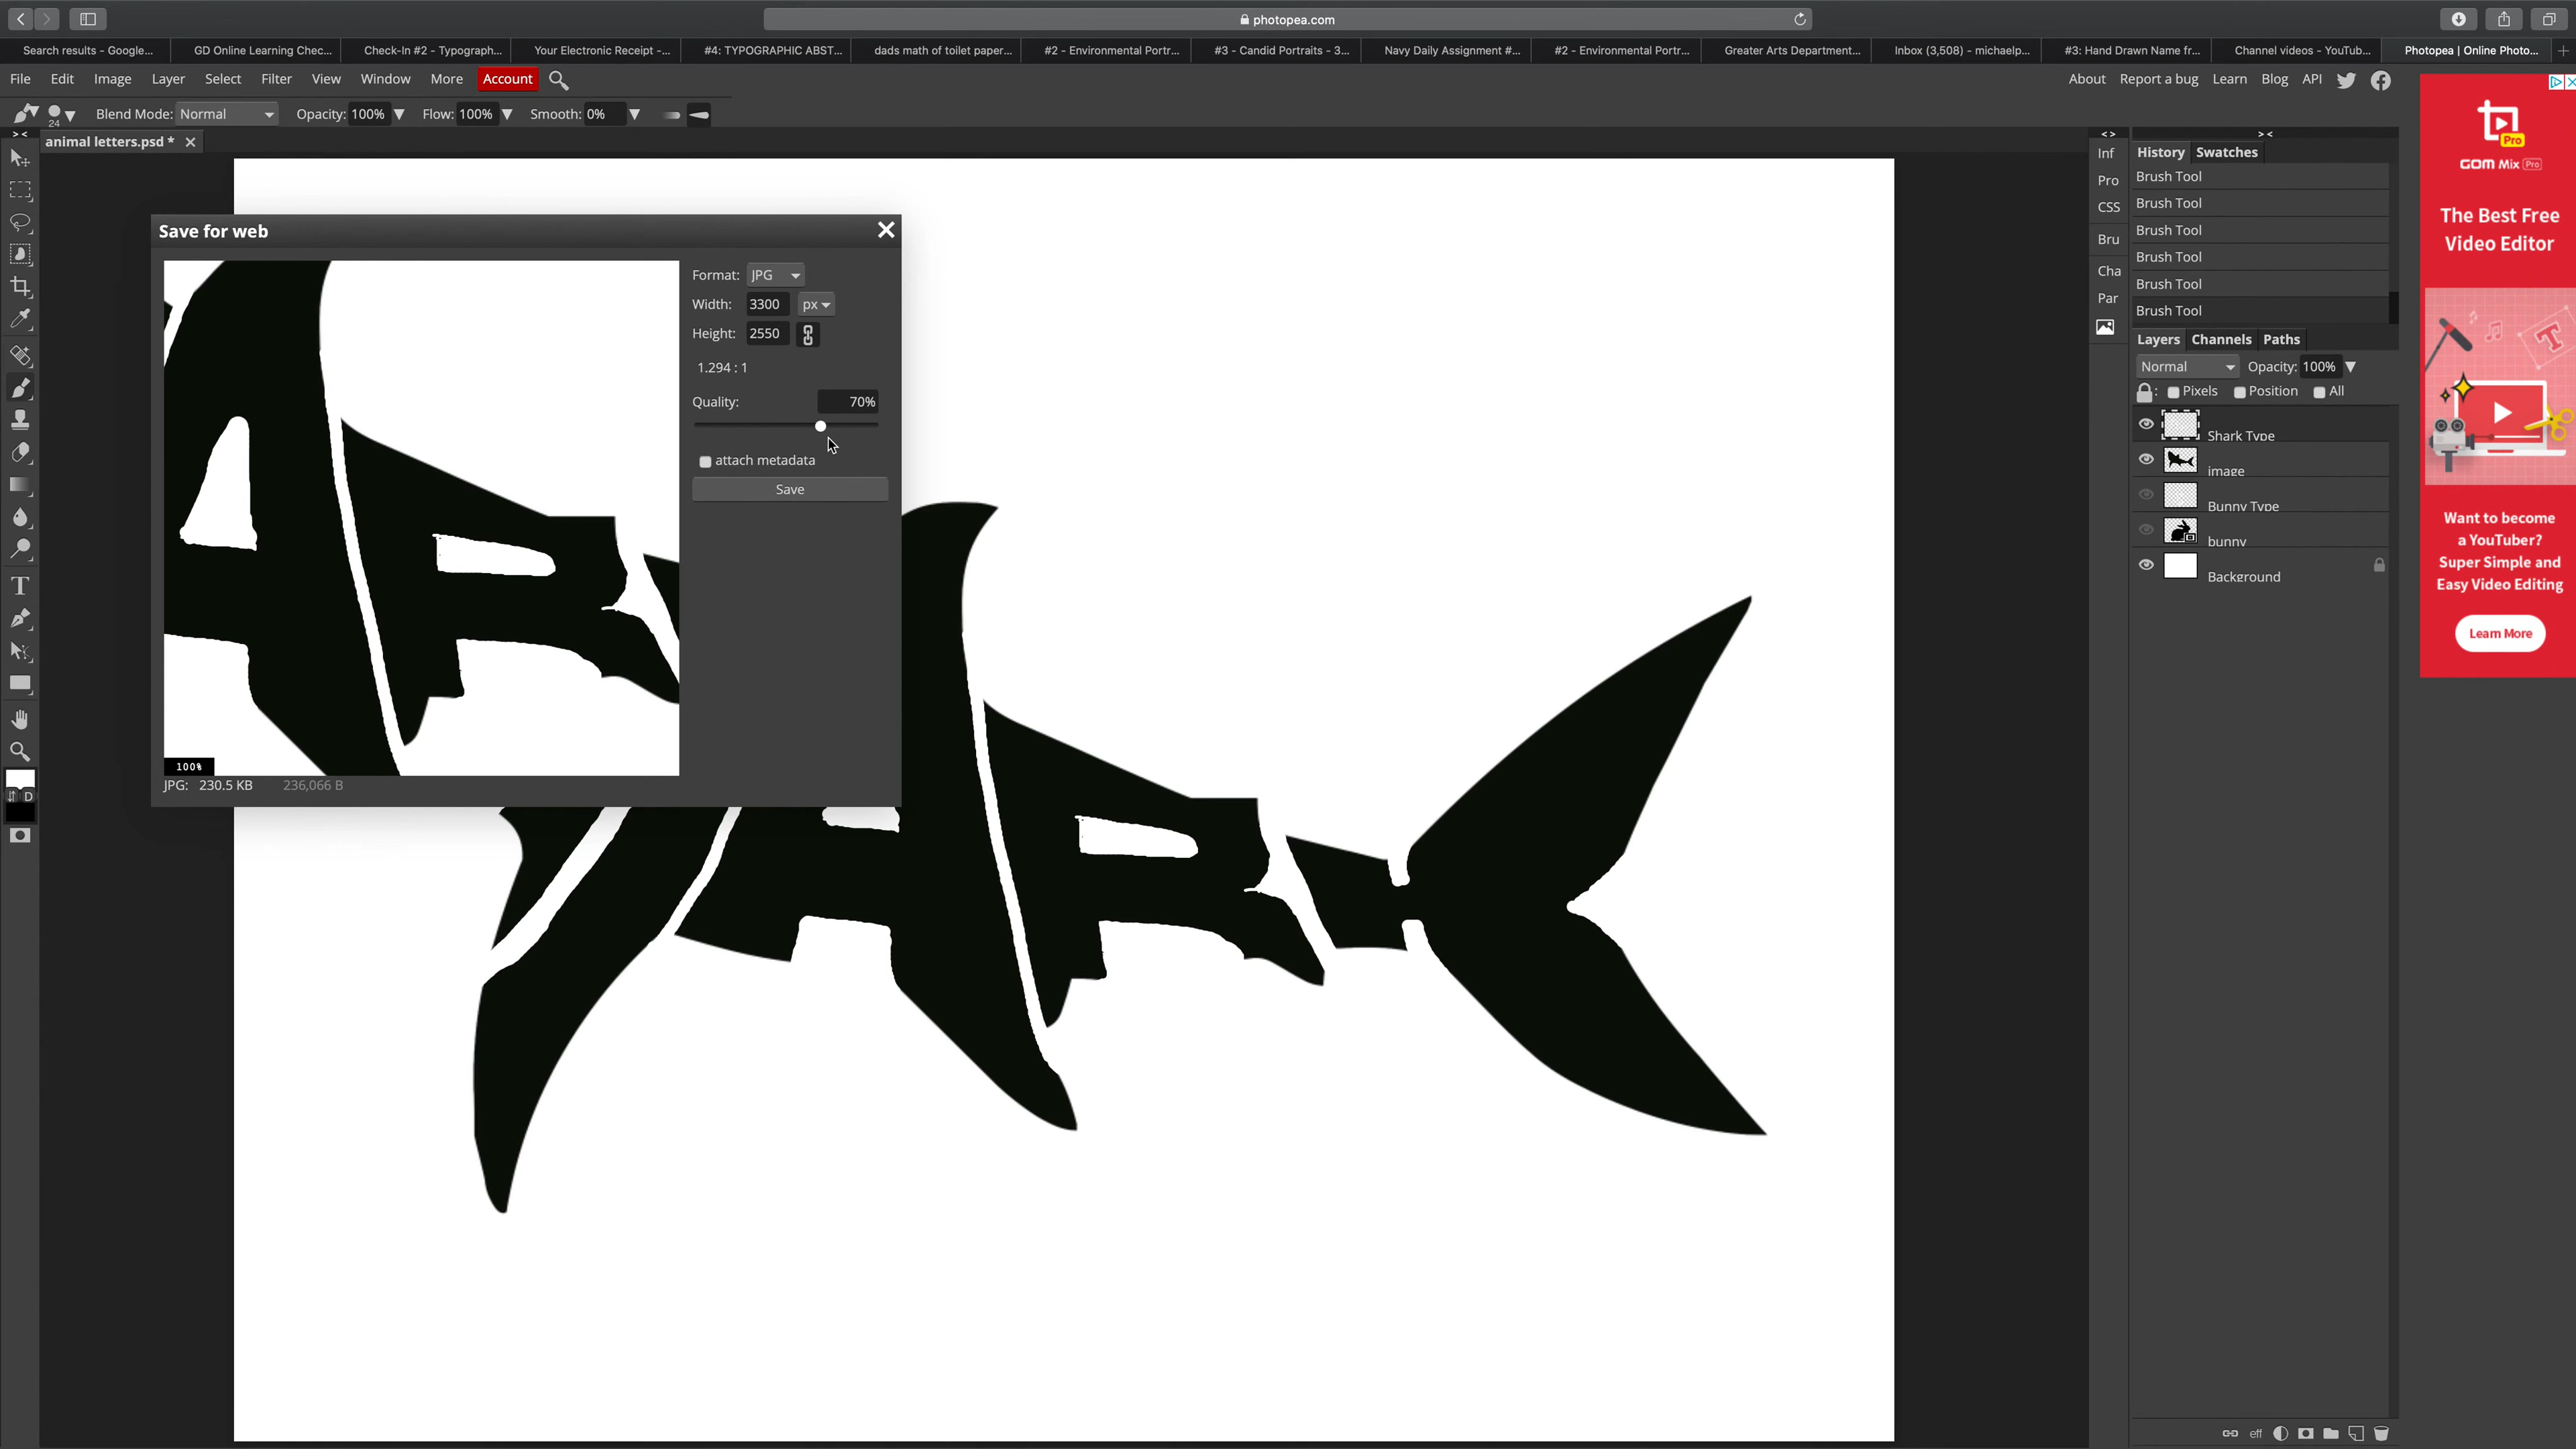 photopea.com
Search results - Google...
GD Online Learning Chec...
Check-In #2 - Typograph...
Your Electronic Receipt -...
#4: TYPOGRAPHIC ABST...
dads math of toilet paper...
#2 - Environmental Portr...
#3 - Candid Portraits - 3...
Navy Daily Assignment #...
#2 - Environmental Portr...
Greater Arts Department...
Inbox (3,508) - michaelp...
#3: Hand Drawn Name fr...
Channel videos - YouTub...
Photopea | Online Photo...
File Edit Image Layer Select Filter View Window More Account
About Report a bug Learn Blog API
24
Blend Mode: Normal Opacity: 100% Flow: 100% Smooth: 0%
animal letters.psd *
Save for web
Format: JPG
Width: 3300 px
Height: 2550
1.294 : 1
Quality: 70%
attach metadata
Save
100%
JPG: 230.5 KB 236,066 B
D
Inf
Pro
CSS
Bru
Cha
Par
History Swatches
Brush Tool
Brush Tool
Brush Tool
Brush Tool
Brush Tool
Brush Tool
Layers Channels Paths
Normal Opacity: 100%
: Pixels Position All
Shark Type
image
Bunny Type
bunny
Background
eff
Pro
GOM Mix Pro
The Best Free
Video Editor
Want to become
a YouTuber?
Super Simple and
Easy Video Editing
Learn More
SHARK